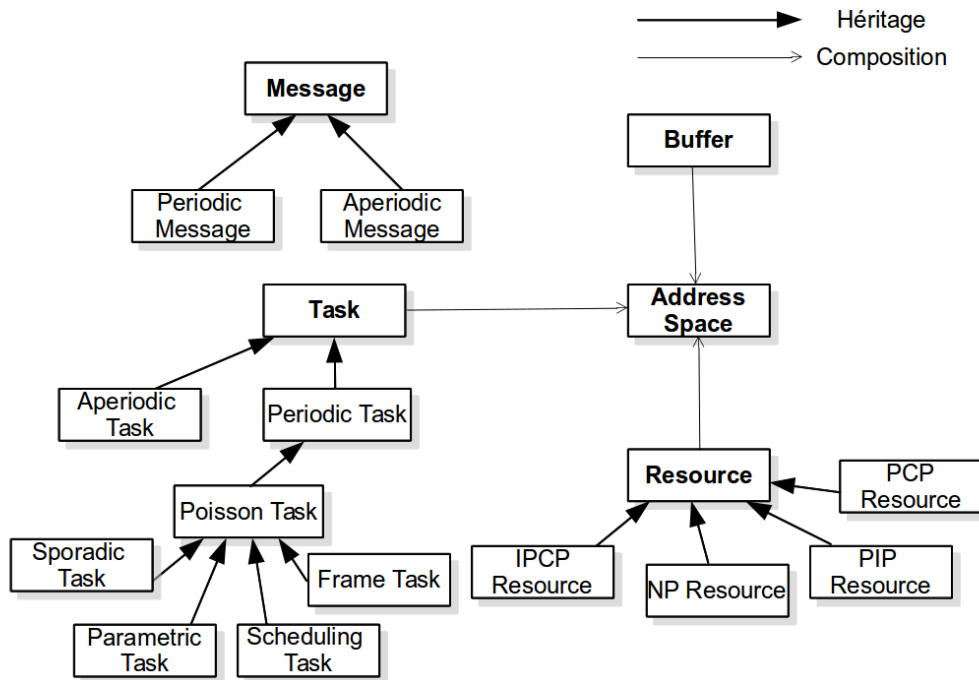 Héritage
Composition
Message
Buffer
Periodic
Message
Aperiodic
Message
Task
Address
Space
Aperiodic
Task
Periodic Task
Resource
PCP
Resource
Poisson Task
Sporadic
Task
Frame Task
IPCP
Resource
NP Resource
PIP
Resource
Parametric
Task
Scheduling
Task